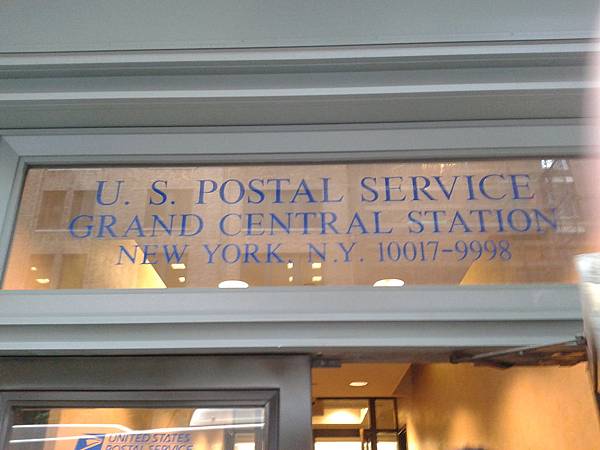 U. S. POSTAL SERVICE
GRAND CENTRAL STATION
NEW YORK, N.Y. 10017-9998
UNITED STATES
POSTAL SERVICE